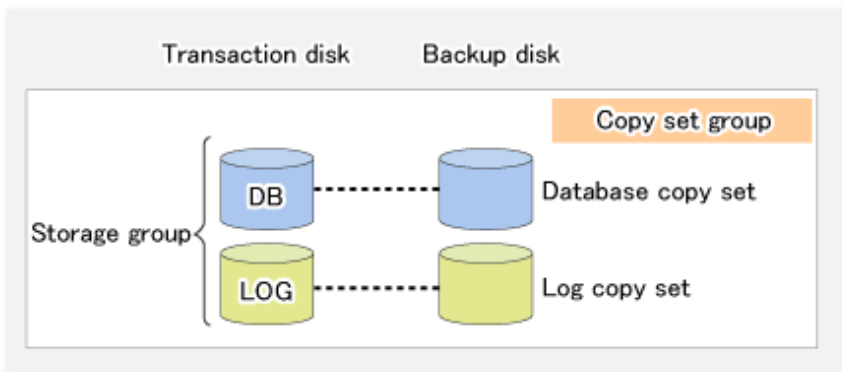 Transaction disk
Backup disk
Copy set group
DB
Database copy set
Storage group
LOG
Log copy set